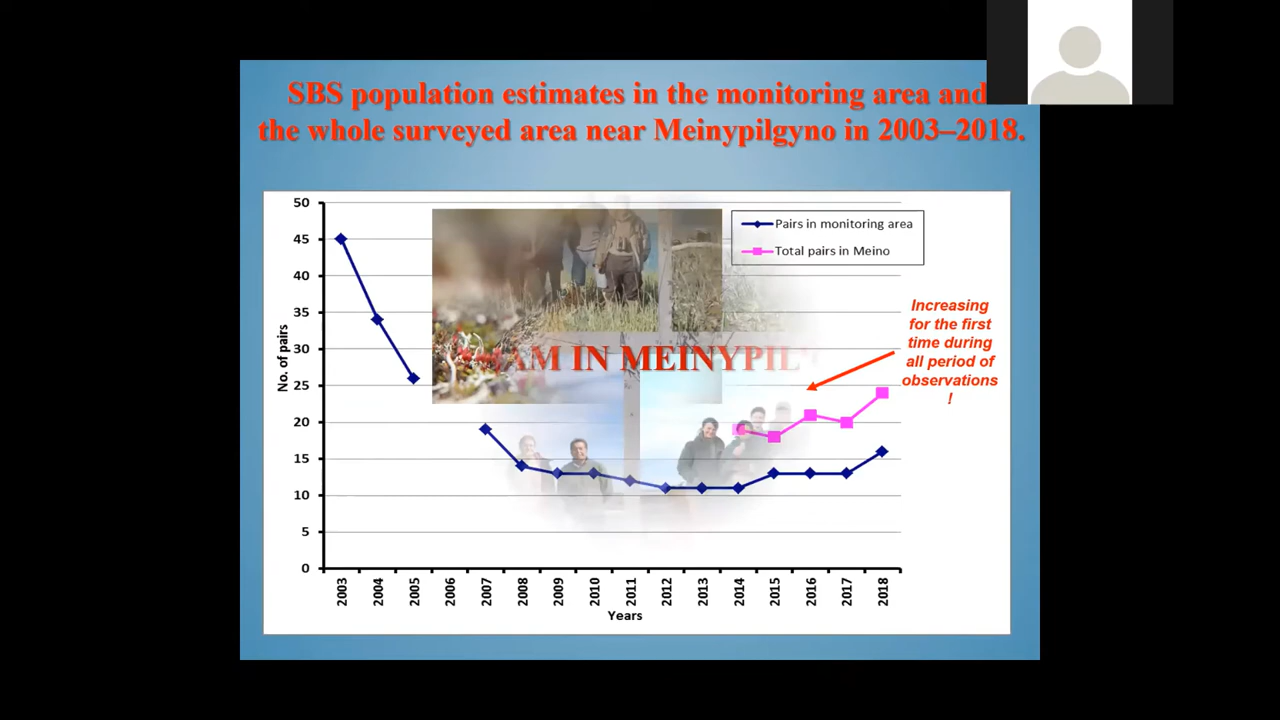 SBS population estimates in the monitoring area and
the whole surveyed area near Meinypilgyno in 2003–2018.
50
45
40
35
30
25
20
15
10
5
0
No. of pairs
Pairs in monitoring area
Total pairs in Meino
Increasing
for the first
time during
all period of
observations
!
IN
2003 2004 2005 2006 2007 2008 2009 2010 2011 2012 2013 2014 2015 2016 2017 2018
Years